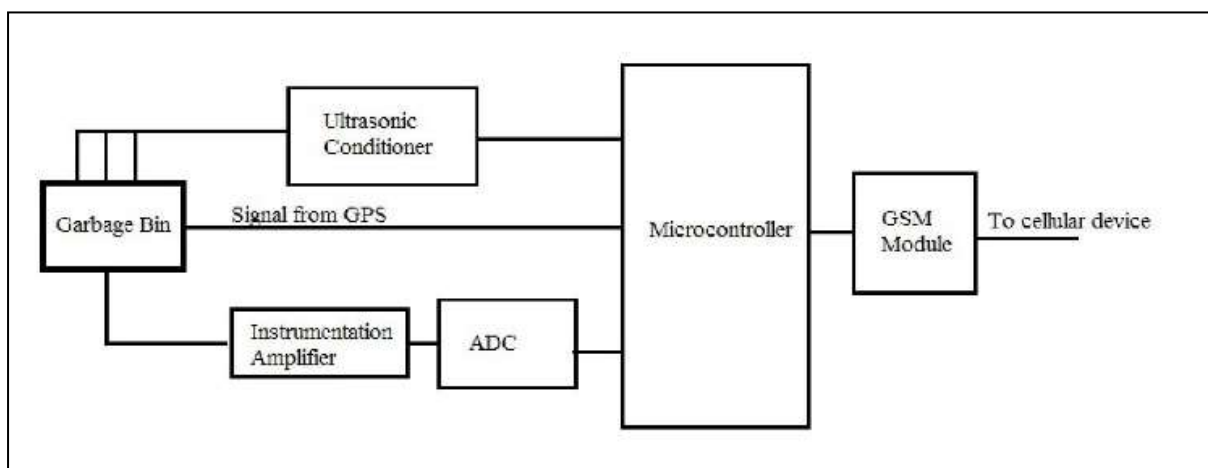 Ultrasonic
Conditioner
Garbage Bin
Signal from GPS
Microcontroller
GSM
Module
To cellular device
Instrumentation
Amplifier
ADC